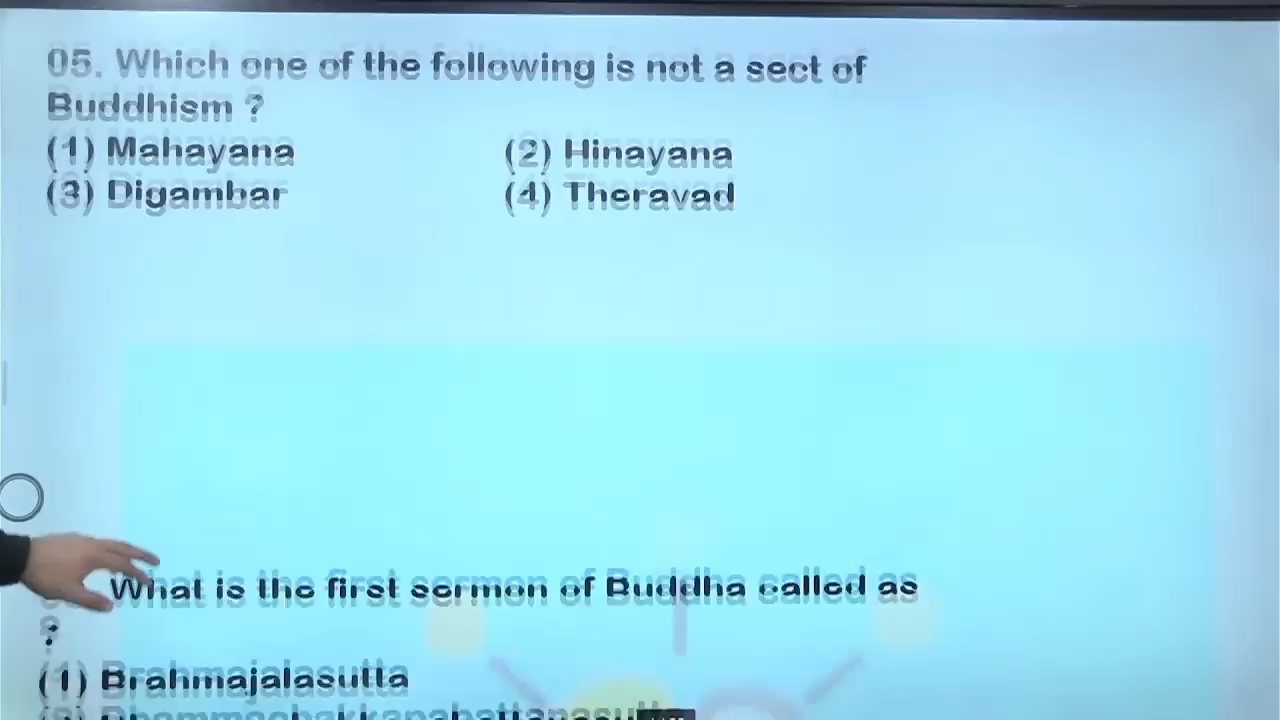 05. Which one of the following is not a sect of
Buddhism ?
(1) Mahayana (2) Hinayana
(3) Digambar (4) Theravad
What is the first sermon of Buddha called as
?
(1) Brahmajalasutta